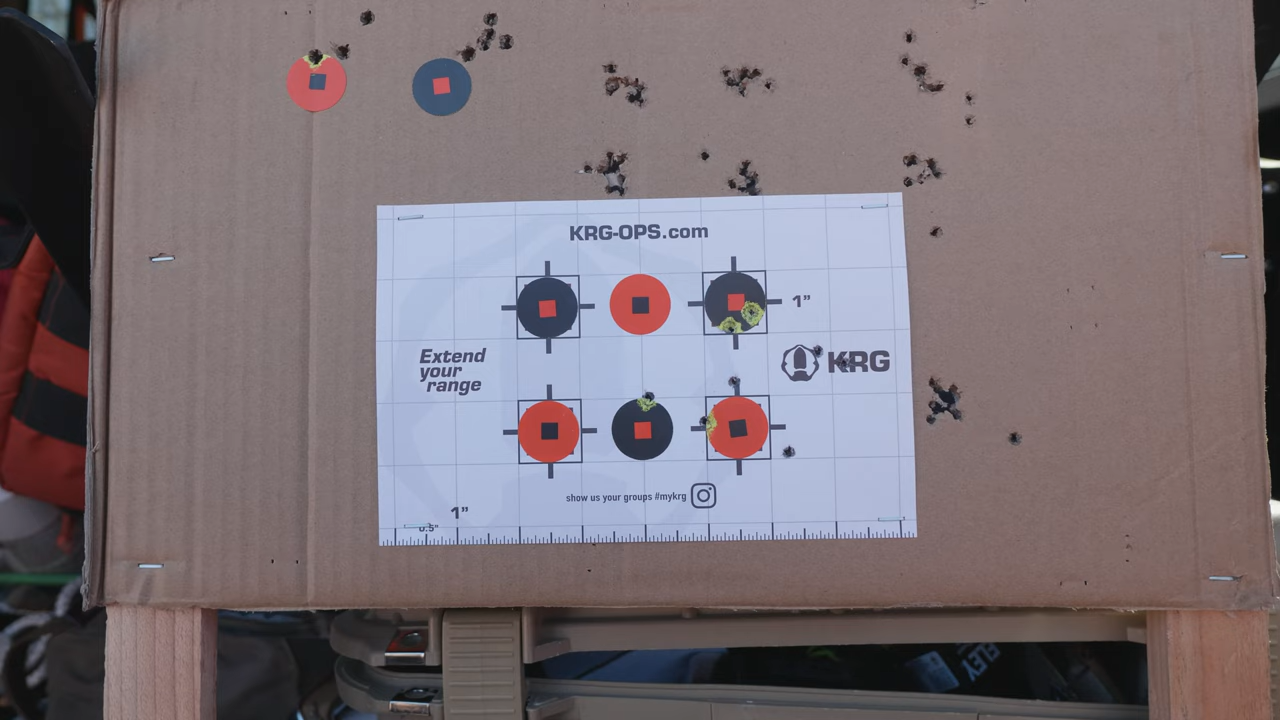 KRG-OPS.com
1”
Extend
your
range
KRG
show us your groups #mykrg
1”
0.5”